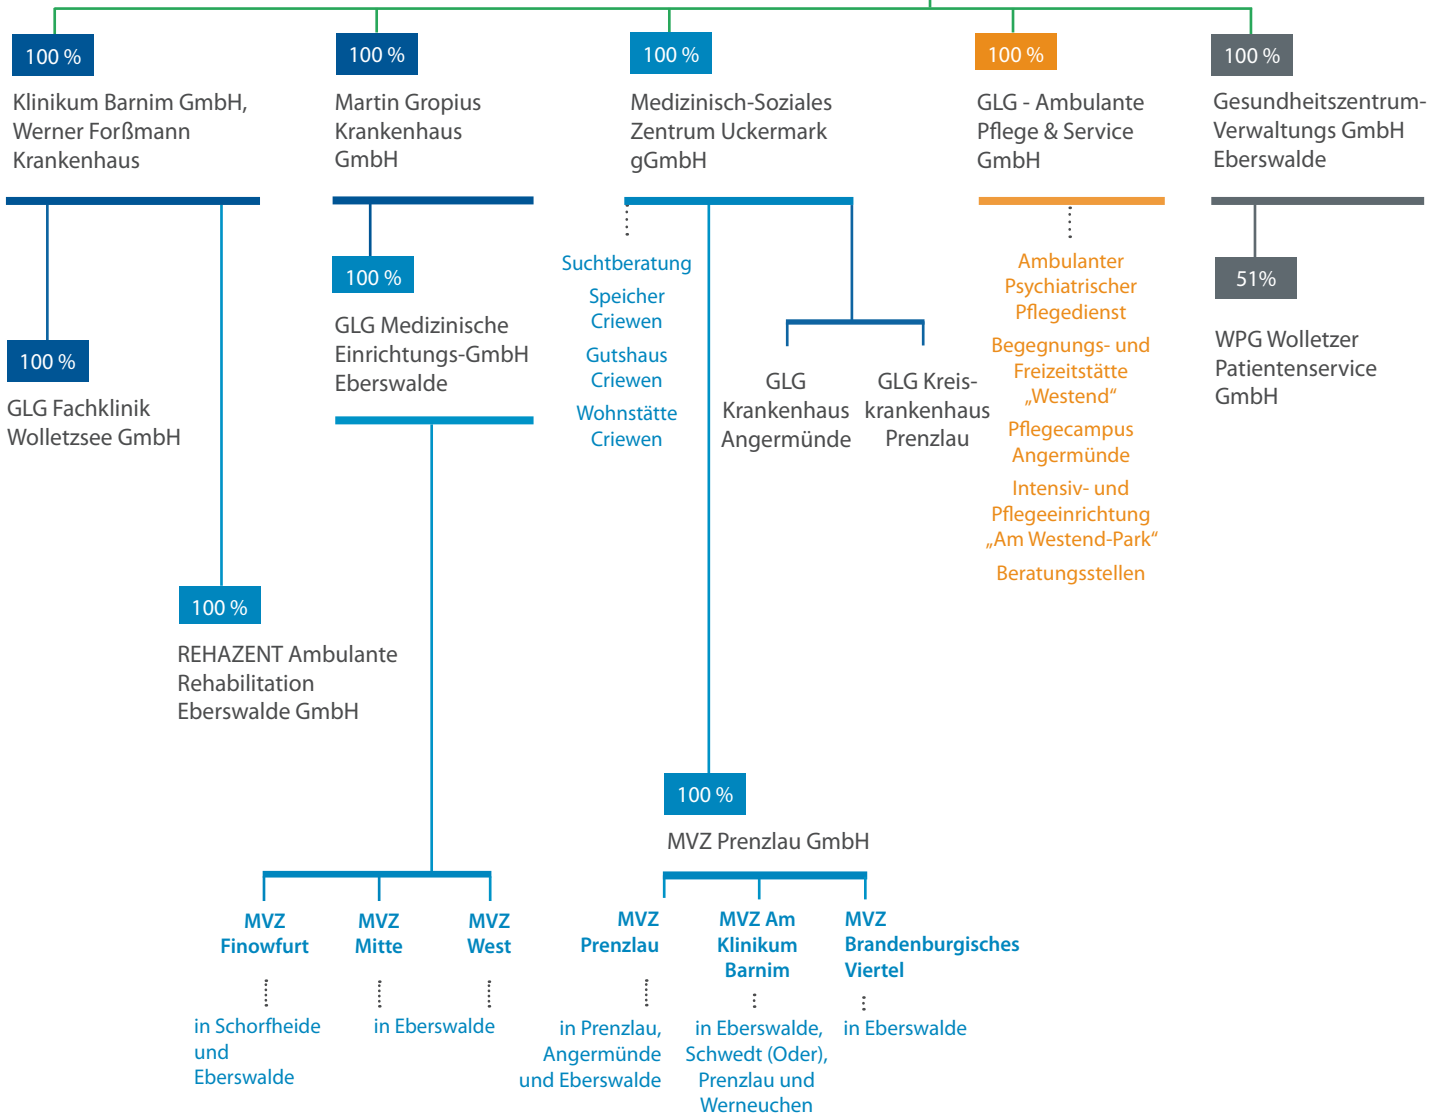 100 %
Klinikum Barnim GmbH,
Werner Forßmann
Krankenhaus
100 %
GLG Fachklinik
Wolletzsee GmbH
100 %
REHAZENT Ambulante
Rehabilitation
Eberswalde GmbH
100 %
Martin Gropius
Krankenhaus
GmbH
100 %
GLG Medizinische
Einrichtungs-GmbH
Eberswalde
MVZ
Finowfurt
in Schorfheide
und
Eberswalde
MVZ
Mitte
MVZ
West
in Eberswalde
100 %
Medizinisch-Soziales
Zentrum Uckermark
gGmbH
Suchtberatung
Speicher
Criewen
Gutshaus
Criewen
Wohnstätte
Criewen
GLG
Krankenhaus
Angermünde
GLG Kreis-
krankenhaus
Prenzlau
100 %
MVZ Prenzlau GmbH
MVZ
Prenzlau
in Prenzlau,
Angermünde
und Eberswalde
MVZ Am
Klinikum
Barnim
in Eberswalde,
Schwedt (Oder),
Prenzlau und
Werneuchen
MVZ
Brandenburgisches
Viertel
in Eberswalde
100 %
GLG - Ambulante
Pflege & Service
GmbH
Ambulanter
Psychiatrischer
Pflegedienst
Begegnungs- und
Freizeitstätte
„Westend“
Pflegecampus
Angermünde
Intensiv- und
Pflegeeinrichtung
„Am Westend-Park“
Beratungsstellen
100 %
Gesundheitszentrum-
Verwaltungs GmbH
Eberswalde
51%
WPG Wolletzer
Patientenservice
GmbH